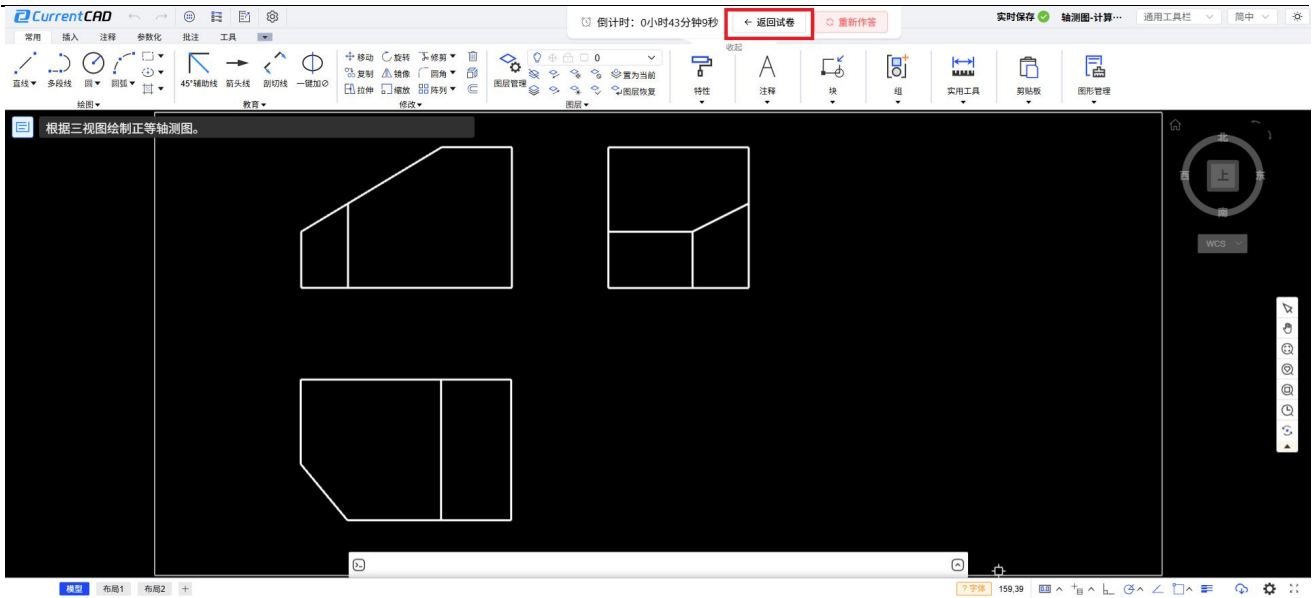 CurrentCAD
倒计时：0小时43分钟9秒
返回试卷
重新作答
实时保存
轴测图-计算…
通用工具栏
简中
收起
常用 插入 注释 参数化 批注 工具
直线 多段线 圆 圆弧
绘图
45°辅助线 箭头线 剖切线 一键加∅
教育
移动 旋转 修剪
复制 镜像 圆角
拉伸 缩放 阵列
修改
图层管理
0
置为当前
图层恢复
图层
特性
注释
块
组
实用工具
剪贴板
图形管理
根据三视图绘制正等轴测图。
北
西 上 东
南
WCS
模型 布局1 布局2 +
?字体
159,39